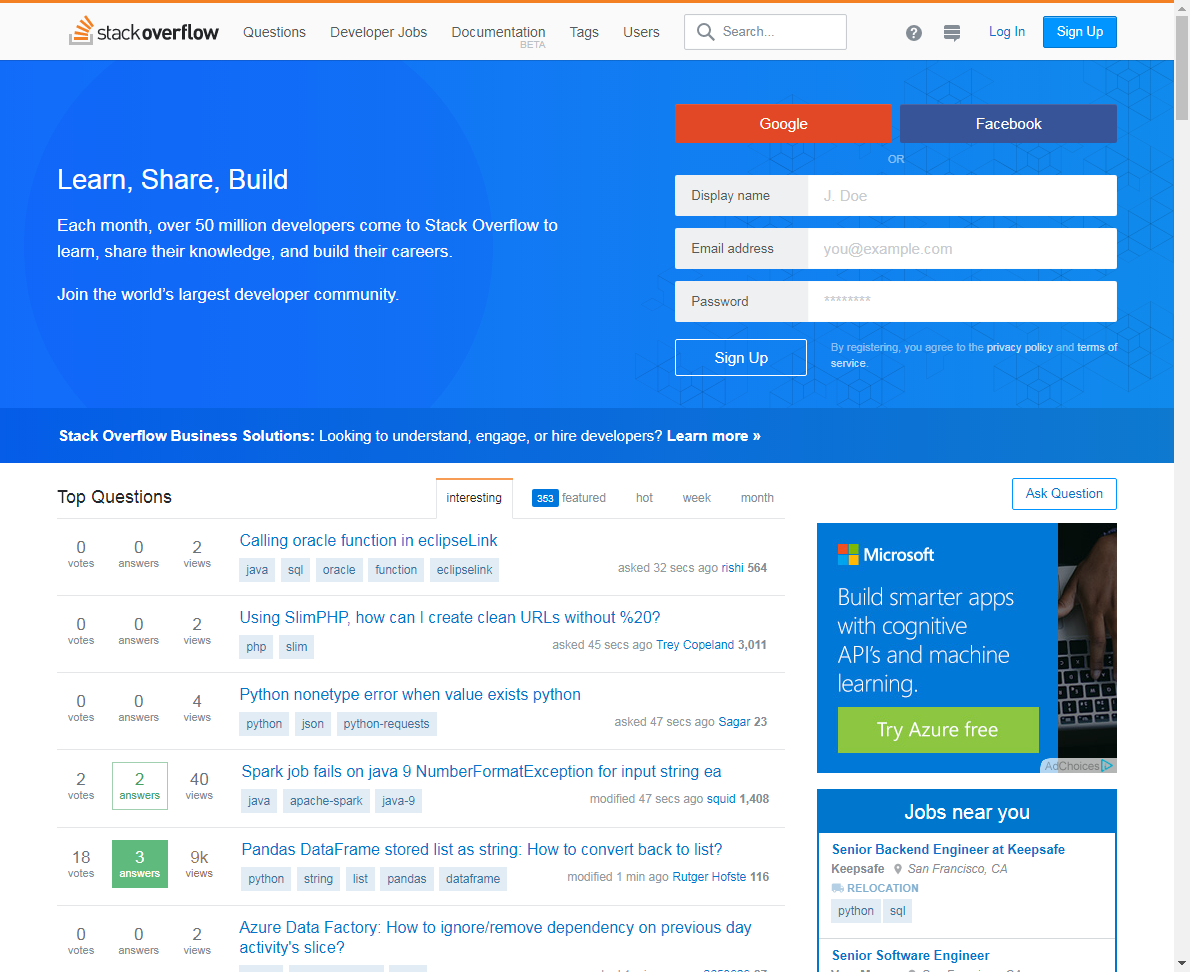 stackoverflow
Questions
Developer Jobs
Documentation
BETA
Tags
Users
Search...
?
Log In
Sign Up
Learn, Share, Build
Each month, over 50 million developers come to Stack Overflow to
learn, share their knowledge, and build their careers.
Join the world's largest developer community.
Google
Facebook
OR
Display name
J. Doe
Email address
you@example.com
Password
********
Sign Up
By registering, you agree to the privacy policy and terms of
service.
Stack Overflow Business Solutions: Looking to understand, engage, or hire developers? Learn more »
Top Questions
interesting
353 featured
hot
week
month
0 votes
0 answers
2 views
Calling oracle function in eclipseLink
java sql oracle function eclipselink
asked 32 secs ago rishi 564
0 votes
0 answers
2 views
Using SlimPHP, how can I create clean URLs without %20?
php slim
asked 45 secs ago Trey Copeland 3,011
0 votes
0 answers
4 views
Python nonetype error when value exists python
python json python-requests
asked 47 secs ago Sagar 23
2 votes
2 answers
40 views
Spark job fails on java 9 NumberFormatException for input string ea
java apache-spark java-9
modified 47 secs ago squid 1,408
18 votes
3 answers
9k views
Pandas DataFrame stored list as string: How to convert back to list?
python string list pandas dataframe
modified 1 min ago Rutger Hofste 116
0 votes
0 answers
2 views
Azure Data Factory: How to ignore/remove dependency on previous day
activity's slice?
Ask Question
Microsoft
Build smarter apps
with cognitive
API's and machine
learning.
Try Azure free
AdChoices
Jobs near you
Senior Backend Engineer at Keepsafe
Keepsafe San Francisco, CA
RELOCATION
python sql
Senior Software Engineer